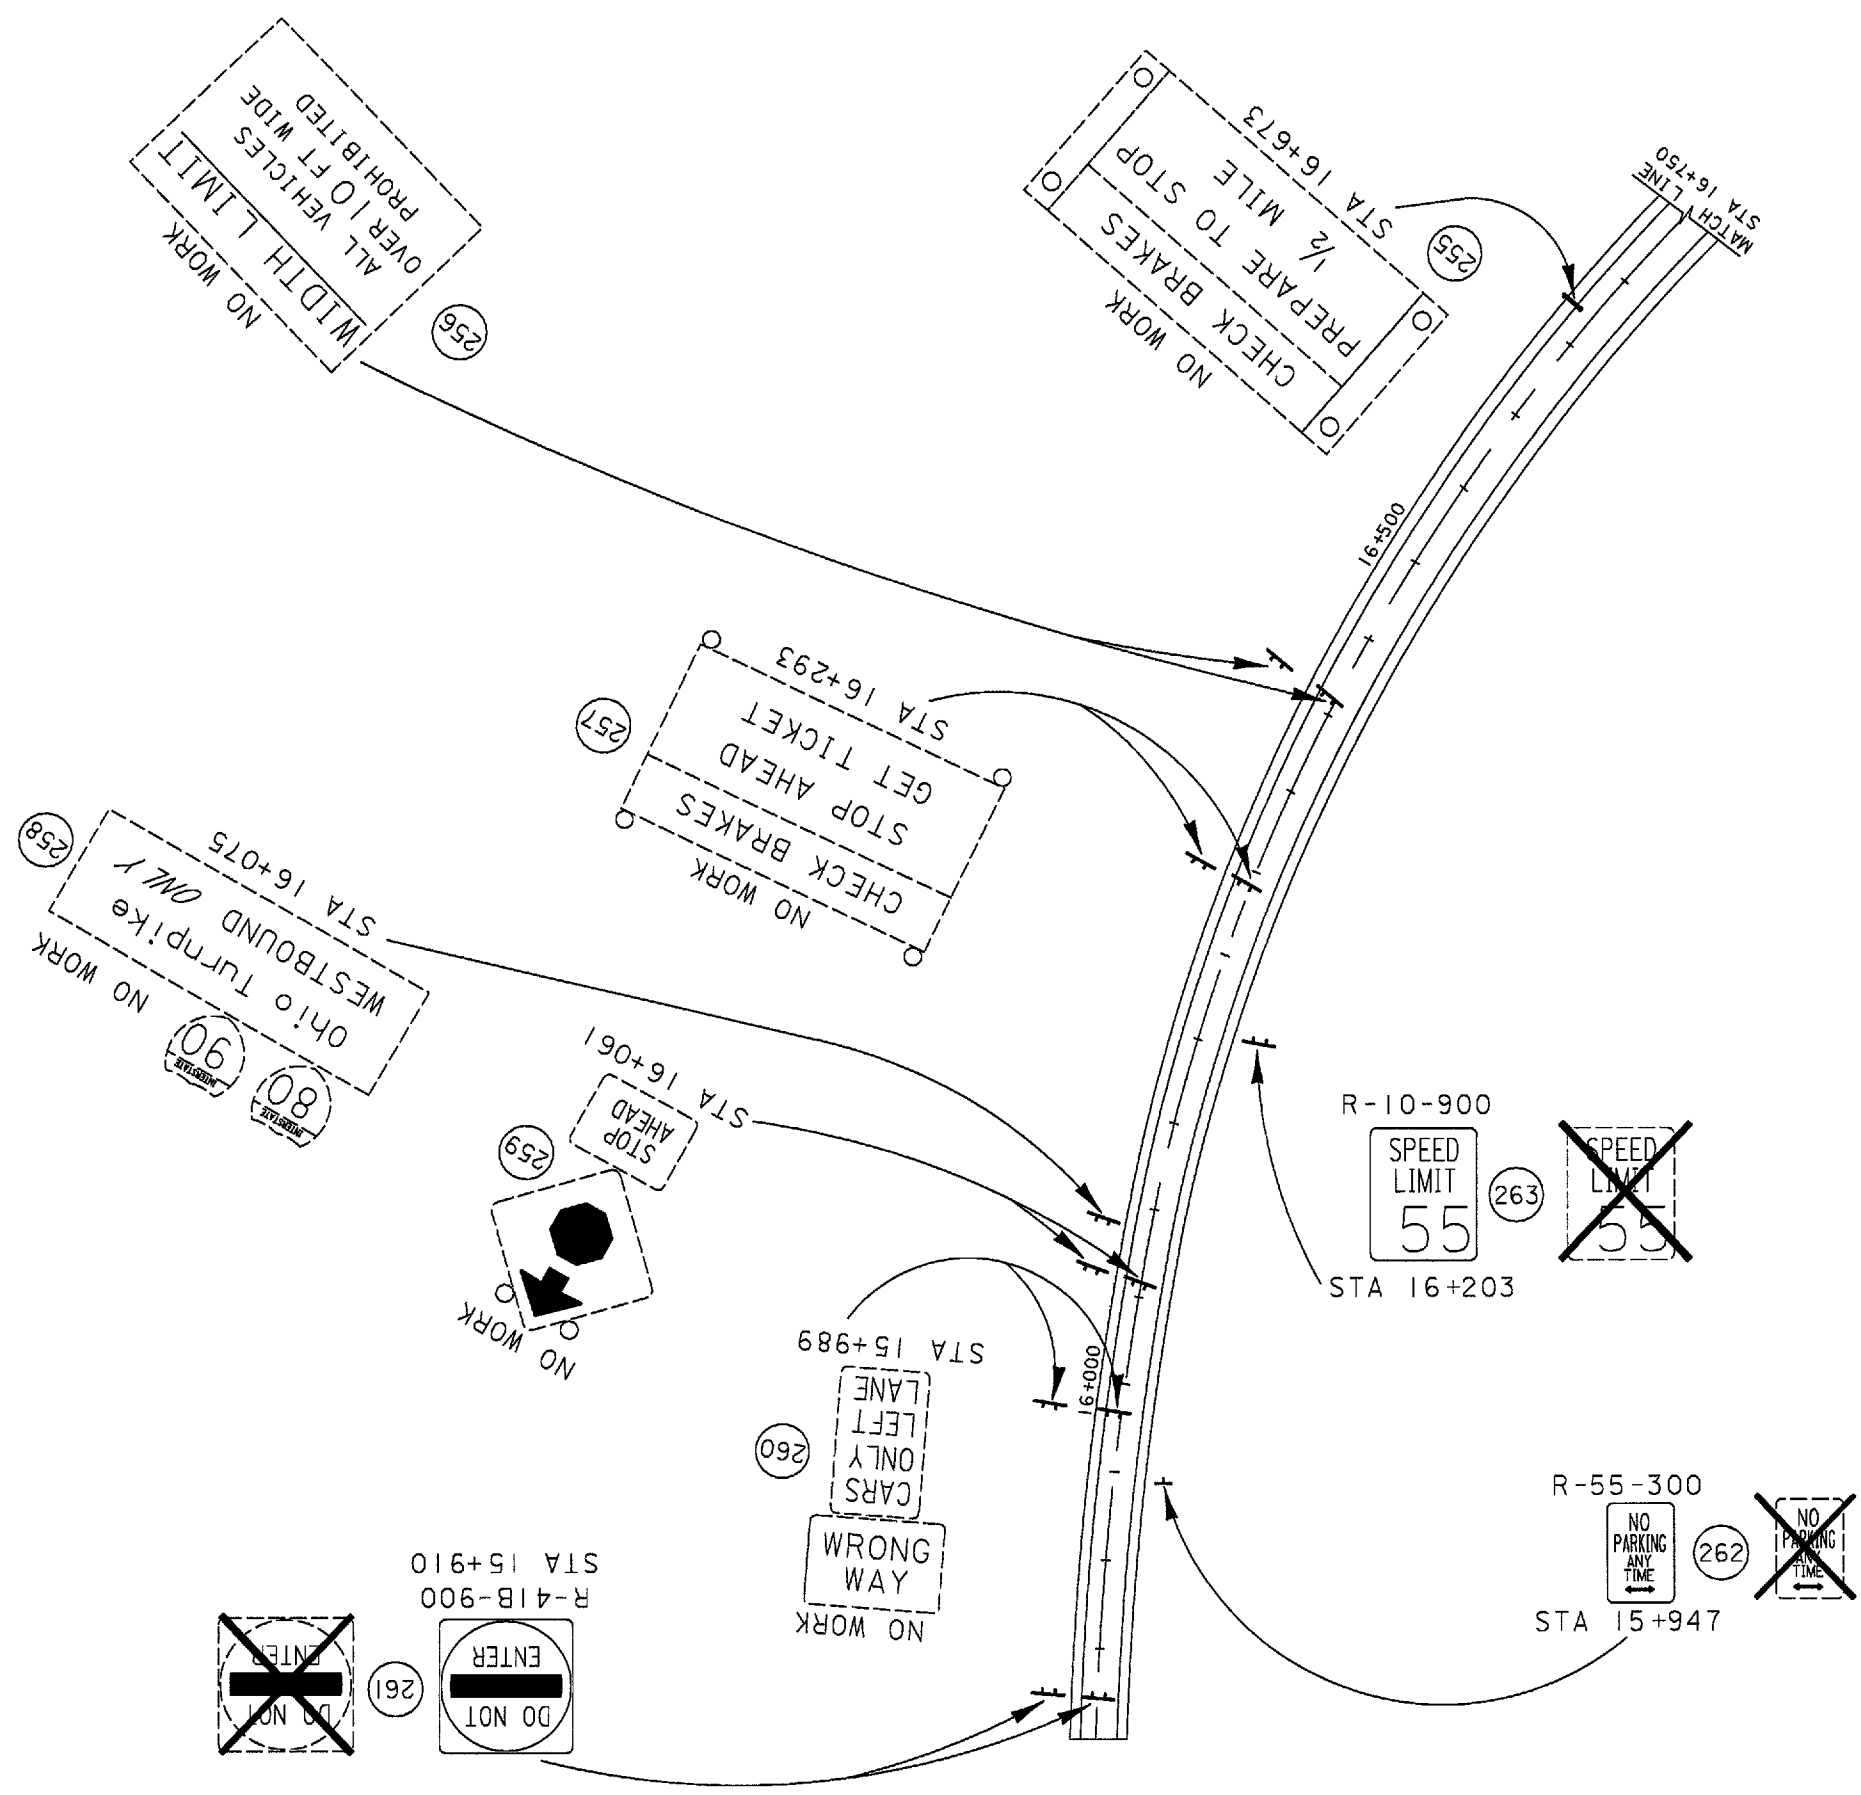 WIDTH LIMIT
ALL VEHICLES
OVER 10 FT WIDE
PROHIBITED
NO WORK
256
CHECK BRAKES
PREPARE TO STOP
1/2 MILE
STA 16+673
NO WORK
255
MATCH LINE
STA 16+750
16+500
CHECK BRAKES
STOP AHEAD
GET TICKET
STA 16+293
NO WORK
257
258
INTERSTATE
80
INTERSTATE
90
Ohio Turnpike
WESTBOUND ONLY
STA 16+075
NO WORK
259
STOP
AHEAD
STA 16+061
NO WORK
R-10-900
SPEED
LIMIT
55
263
SPEED
LIMIT
55
STA 16+203
16+000
260
WRONG
WAY
CARS
ONLY
LEFT
LANE
STA 15+989
NO WORK
R-55-300
NO
PARKING
ANY
TIME
262
NO
PARKING
ANY
TIME
STA 15+947
DO NOT
ENTER
R-41B-900
STA 15+910
261
DO NOT
ENTER